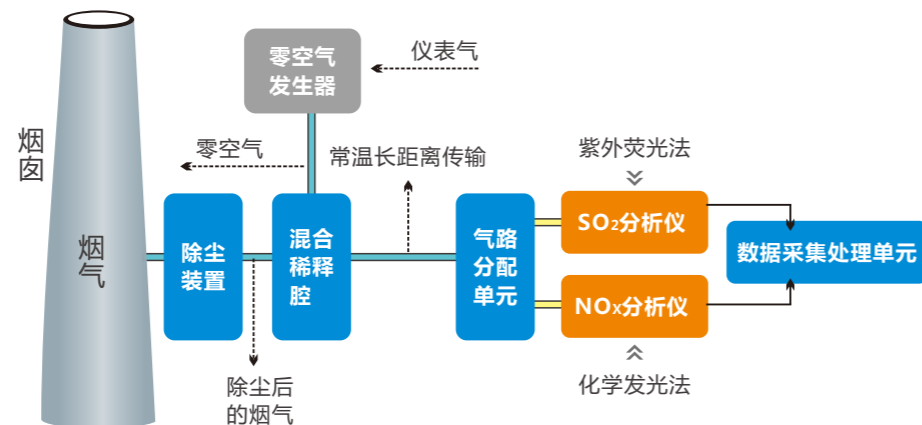 零空气
发生器
仪表气
烟囱
零空气
常温长距离传输
紫外荧光法
烟气
除尘
装置
混合
稀释
腔
气路
分配
单元
SO₂分析仪
数据采集处理单元
NOx分析仪
除尘后
的烟气
化学发光法